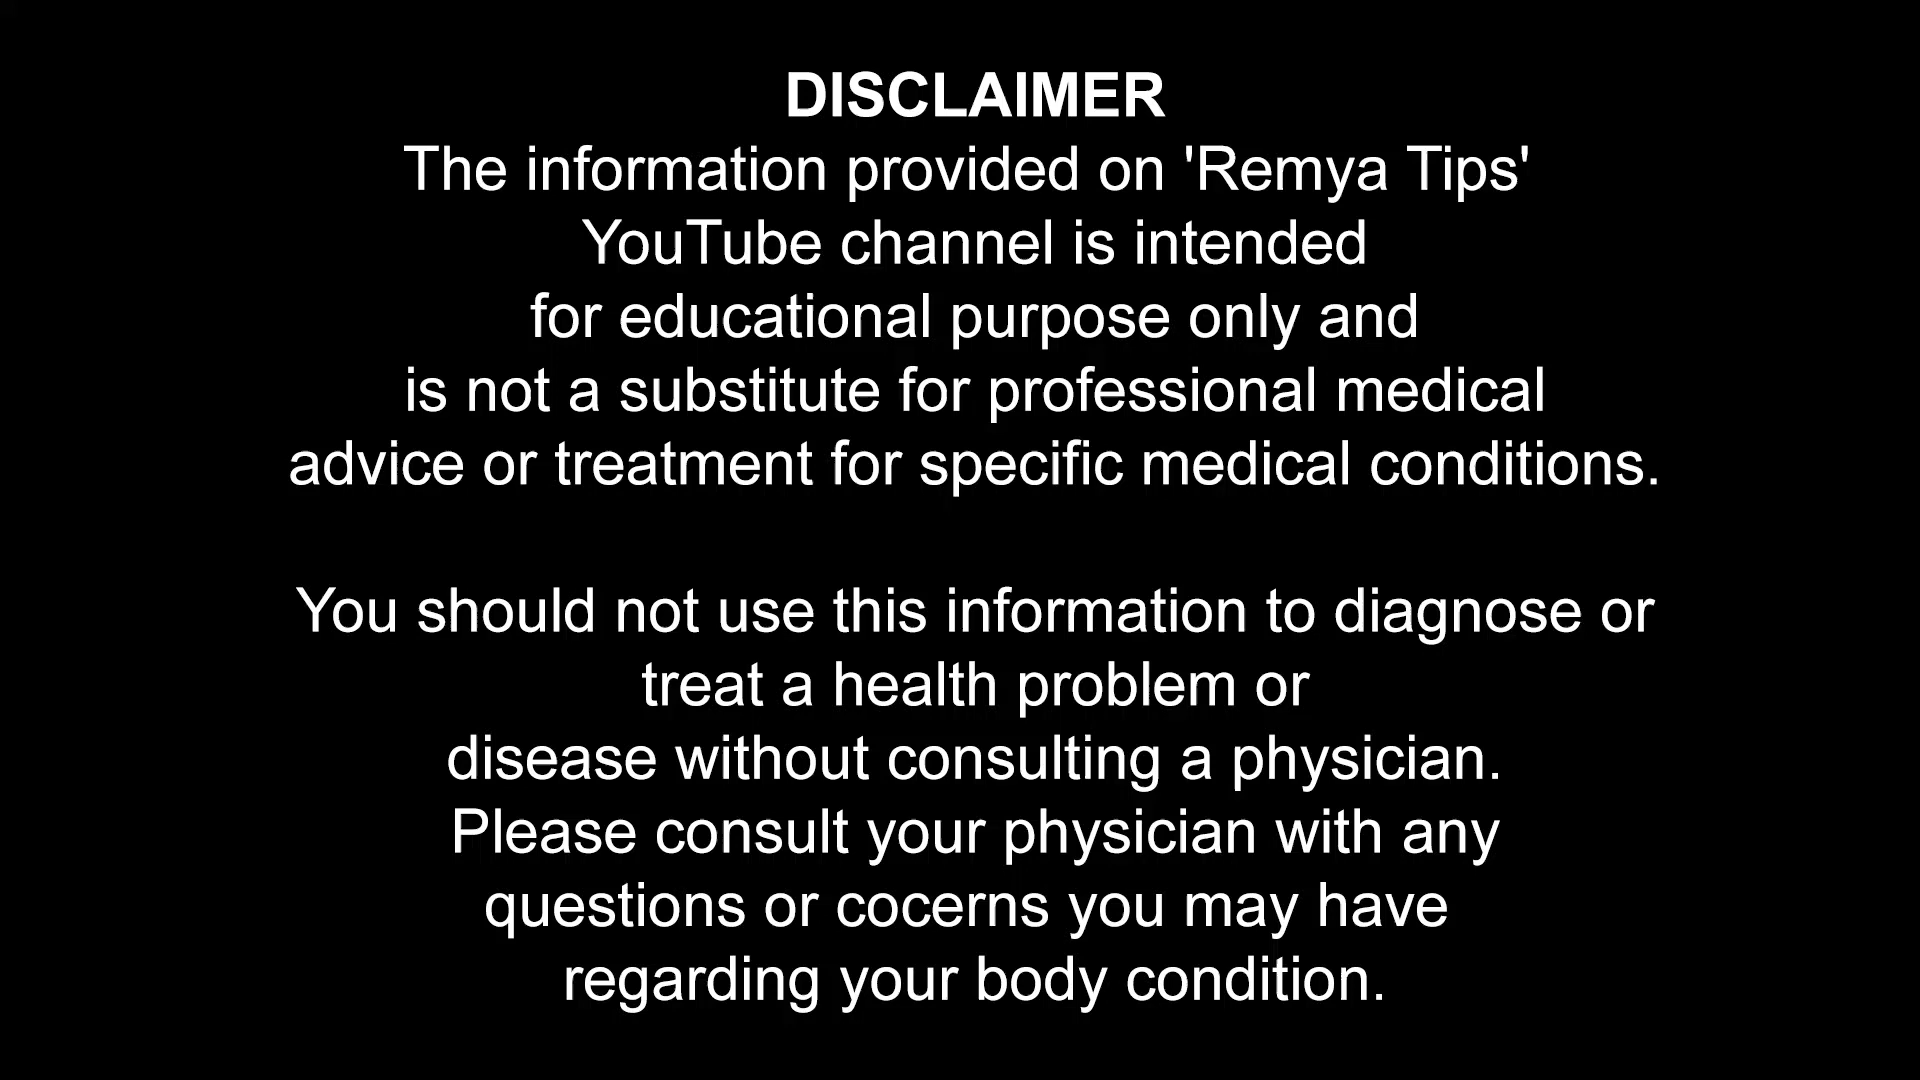 DISCLAIMER
The information provided on 'Remya Tips'
YouTube channel is intended
for educational purpose only and
is not a substitute for professional medical
advice or treatment for specific medical conditions.
You should not use this information to diagnose or
treat a health problem or
disease without consulting a physician.
Please consult your physician with any
questions or cocerns you may have
regarding your body condition.